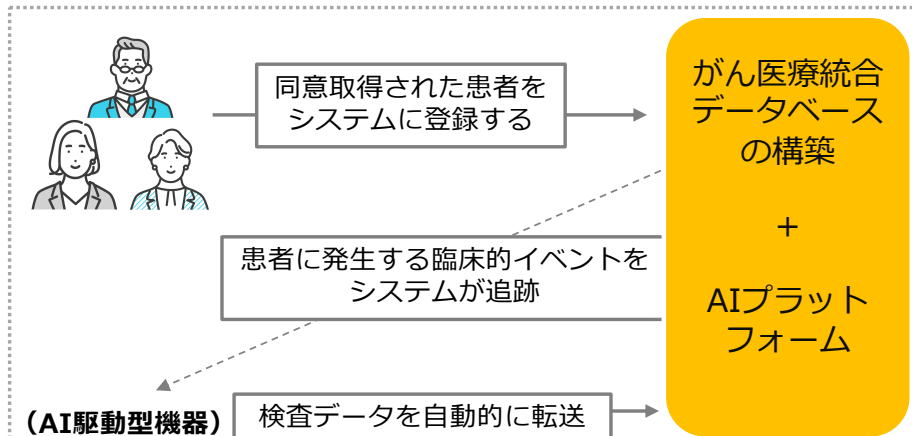 同意取得された患者を
システムに登録する
がん医療統合
データベース
の構築
+
AIプラット
フォーム
患者に発生する臨床的イベントを
システムが追跡
（AI駆動型機器）
検査データを自動的に転送